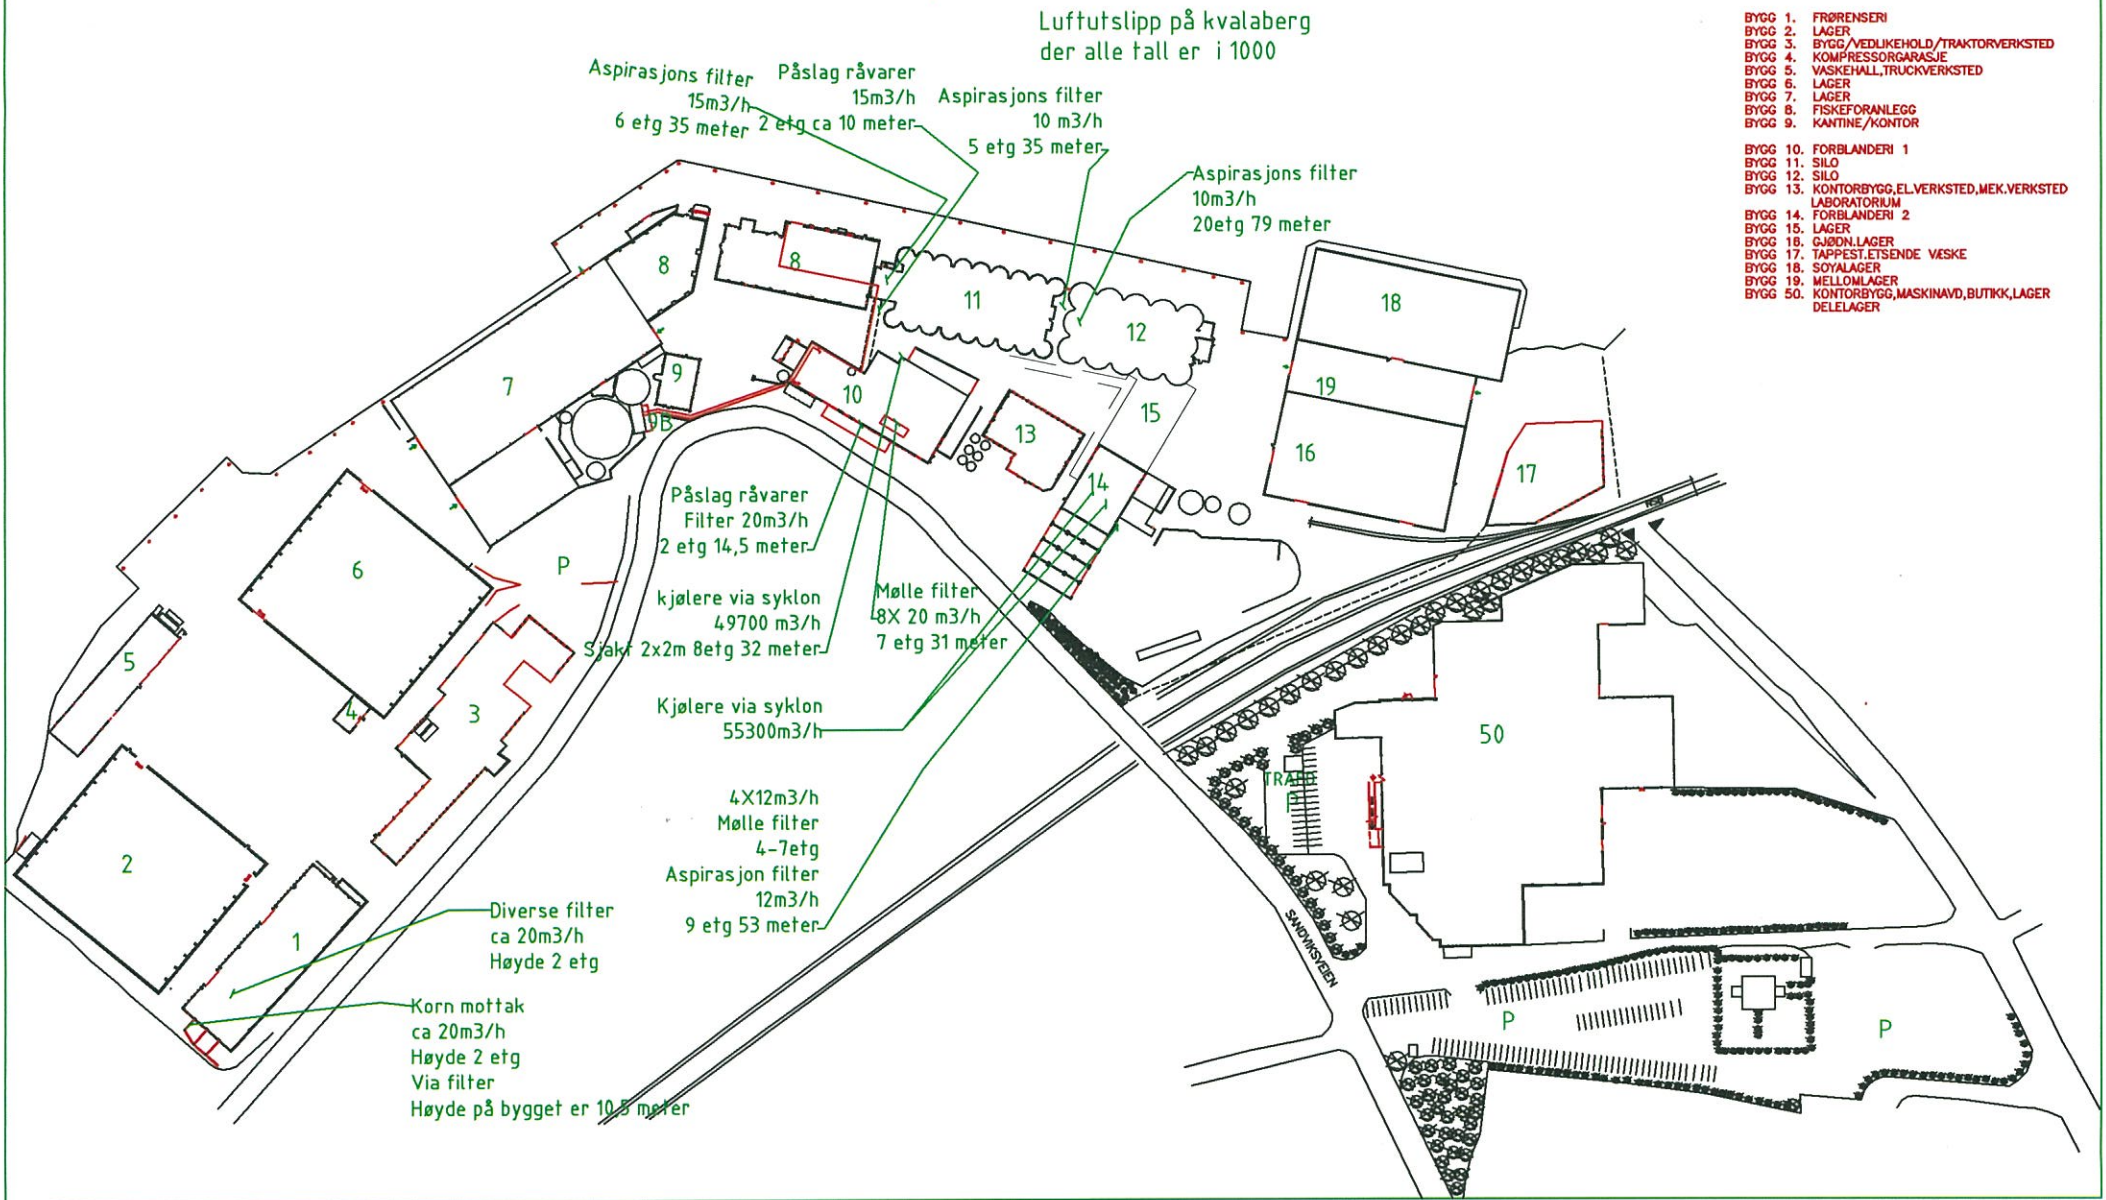 Luftutslipp på kvalaberg
der alle tall er i 1000
BYGG 1. FRØRENSERI
BYGG 2. LAGER
BYGG 3. BYGG/VEDLIKEHOLD/TRAKTORVERKSTED
BYGG 4. KOMPRESSORGARASJE
BYGG 5. VASKEHALL,TRUCKVERKSTED
BYGG 6. LAGER
BYGG 7. LAGER
BYGG 8. FISKEFORANLEGG
BYGG 9. KANTINE/KONTOR
BYGG 10. FORBLANDERI 1
BYGG 11. SILO
BYGG 12. SILO
BYGG 13. KONTORBYGG,EL.VERKSTED,MEK.VERKSTED
LABORATORIUM
BYGG 14. FORBLANDERI 2
BYGG 15. LAGER
BYGG 16. GJØDN.LAGER
BYGG 17. TAPPEST.ETSENDE VÆSKE
BYGG 18. SOYALAGER
BYGG 19. MELLOMLAGER
BYGG 50. KONTORBYGG,MASKINAVD,BUTIKK,LAGER
DELELAGER
Aspirasjons filter
15m3/h
6 etg 35 meter
Påslag råvarer
15m3/h
2 etg ca 10 meter
Aspirasjons filter
10 m3/h
5 etg 35 meter
Aspirasjons filter
10m3/h
20etg 79 meter
8
8
11
12
18
7
9
10
19
15
13
16
9B
17
14
NSB
Påslag råvarer
Filter 20m3/h
2 etg 14,5 meter
6
P
kjølere via syklon
49700 m3/h
Sjakt 2x2m 8etg 32 meter
Mølle filter
8X 20 m3/h
7 etg 31 meter
5
4
3
Kjølere via syklon
55300m3/h
50
TRAFO
P
4X12m3/h
Mølle filter
4-7etg
Aspirasjon filter
12m3/h
9 etg 53 meter
2
1
Diverse filter
ca 20m3/h
Høyde 2 etg
SANDVIKSVEIEN
Korn mottak
ca 20m3/h
Høyde 2 etg
Via filter
Høyde på bygget er 10,5 meter
P
P